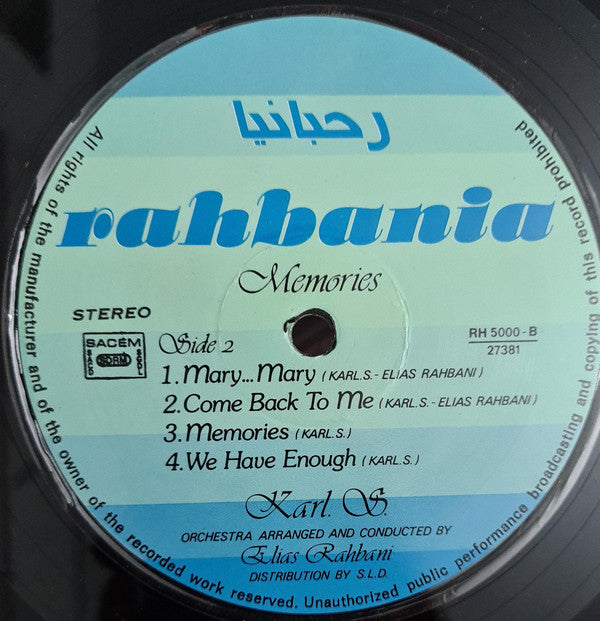 رحبانيا
rahbania
Memories
STEREO
SACEM
SDRM
RH 5000-B
27381
Side 2
1. Mary...Mary (KARL.S.- ELIAS RAHBANI)
2. Come Back To Me (KARL.S.- ELIAS RAHBANI)
3. Memories (KARL.S.)
4. We Have Enough (KARL.S.)
Karl. S.
ORCHESTRA ARRANGED AND CONDUCTED BY
Elias Rahbani
DISTRIBUTION BY S.L.D.
All rights of the manufacturer and of the owner of the recorded work reserved. Unauthorized public performance broadcasting and copying of this record prohibited